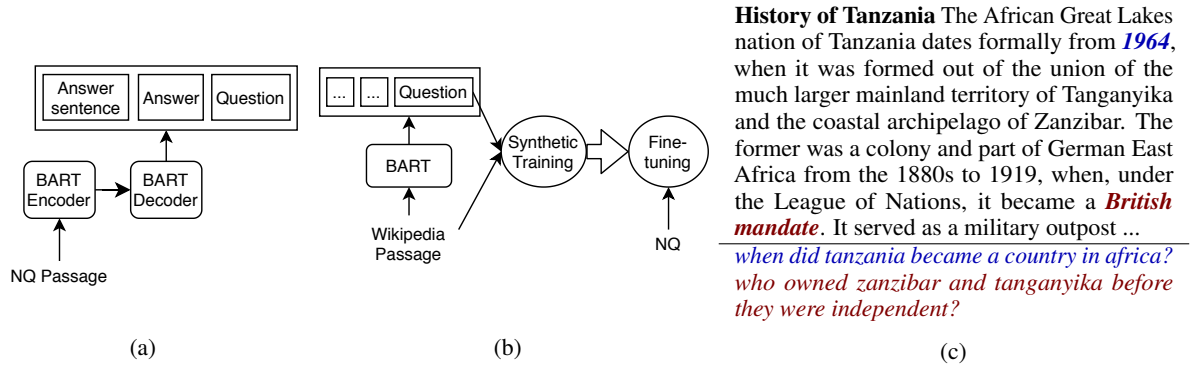 Answer
sentence
Answer
Question
BART
Encoder
BART
Decoder
NQ Passage
(a)
...
...
Question
BART
Wikipedia
Passage
Synthetic
Training
Fine-
tuning
NQ
(b)
History of Tanzania The African Great Lakes
nation of Tanzania dates formally from 1964,
when it was formed out of the union of the
much larger mainland territory of Tanganyika
and the coastal archipelago of Zanzibar. The
former was a colony and part of German East
Africa from the 1880s to 1919, when, under
the League of Nations, it became a British
mandate. It served as a military outpost ...
when did tanzania became a country in africa?
who owned zanzibar and tanganyika before
they were independent?
(c)